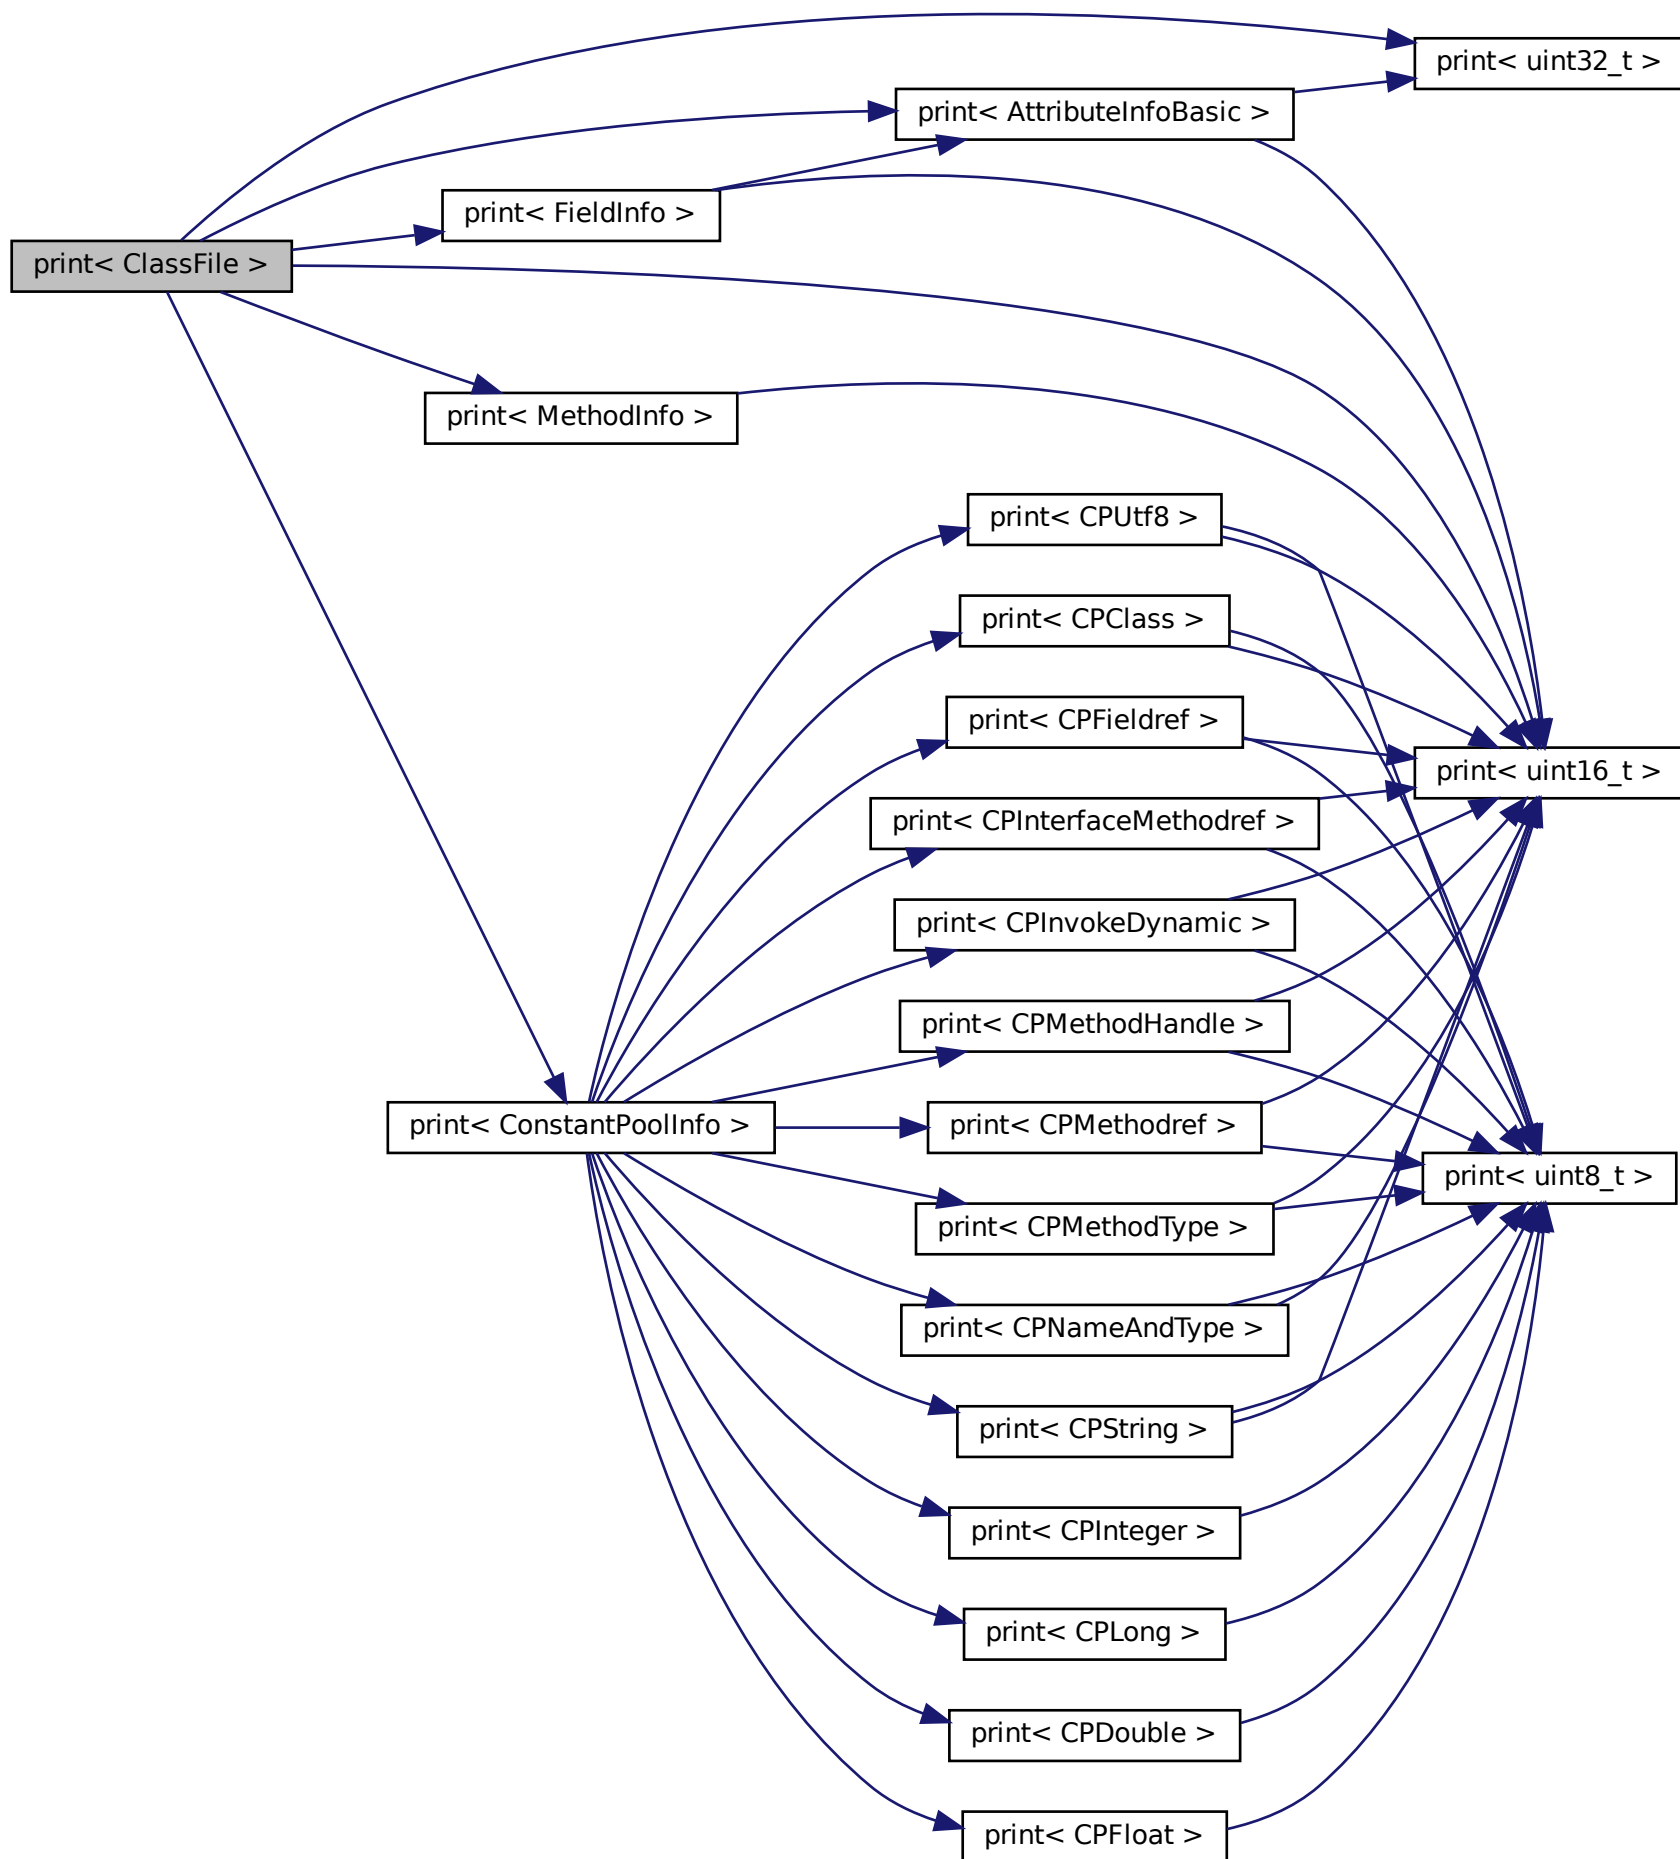 print< uint32_t >
print< AttributeInfoBasic >
print< FieldInfo >
print< ClassFile >
print< MethodInfo >
print< CPUtf8 >
print< CPClass >
print< CPFieldref >
print< uint16_t >
print< CPInterfaceMethodref >
print< CPInvokeDynamic >
print< CPMethodHandle >
print< ConstantPoolInfo >
print< CPMethodref >
print< uint8_t >
print< CPMethodType >
print< CPNameAndType >
print< CPString >
print< CPInteger >
print< CPLong >
print< CPDouble >
print< CPFloat >